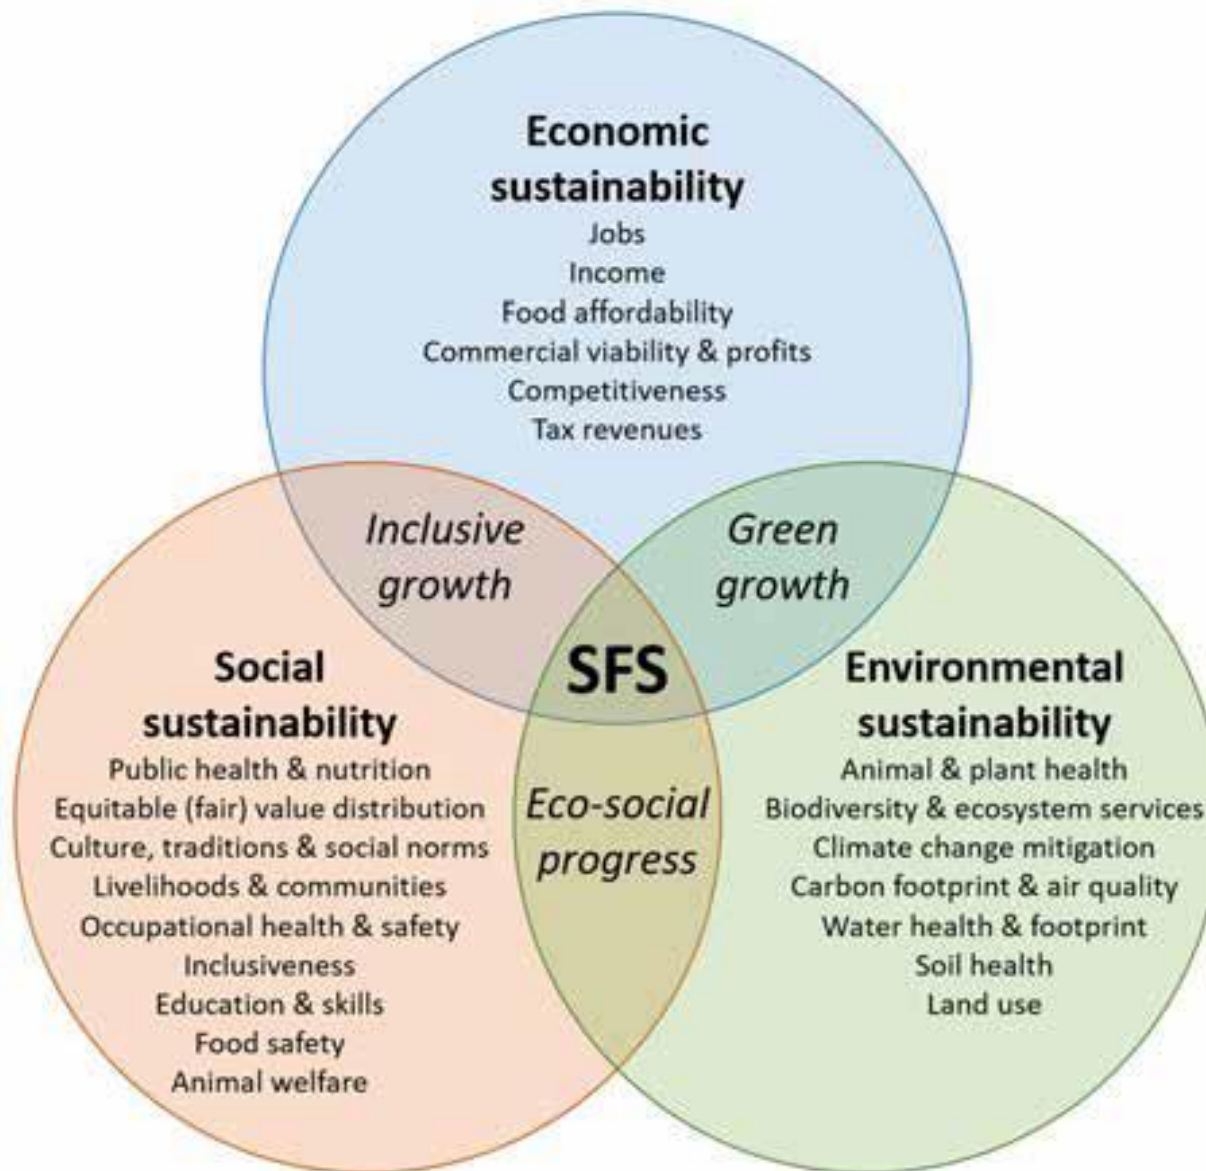 Economic
sustainability
Jobs
Income
Food affordability
Commercial viability & profits
Competitiveness
Tax revenues
Inclusive
growth
Green
growth
SFS
Social
sustainability
Public health & nutrition
Equitable (fair) value distribution
Culture, traditions & social norms
Livelihoods & communities
Occupational health & safety
Inclusiveness
Education & skills
Food safety
Animal welfare
Eco-social
progress
Environmental
sustainability
Animal & plant health
Biodiversity & ecosystem services
Climate change mitigation
Carbon footprint & air quality
Water health & footprint
Soil health
Land use